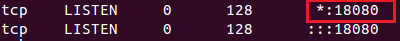 tcp LISTEN 0 128 *:18080
tcp LISTEN 0 128 :::18080